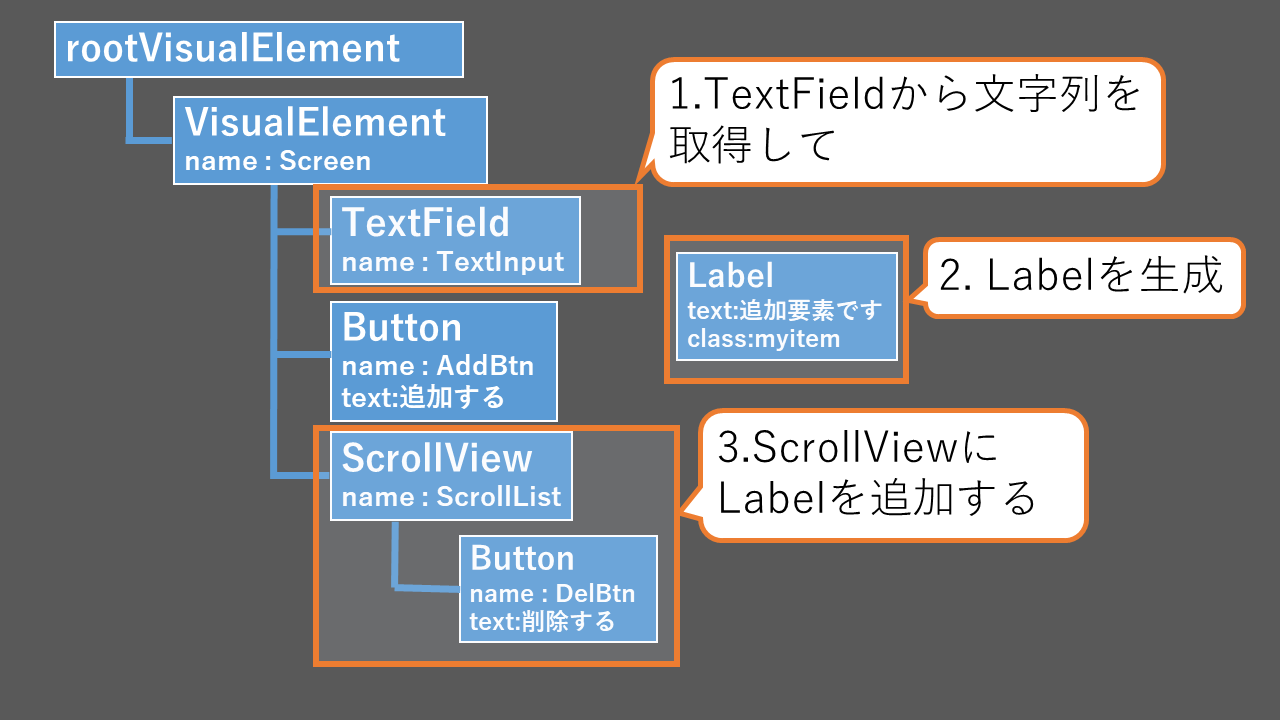 rootVisualElement
VisualElement
name : Screen
TextField
name : TextInput
Button
name : AddBtn
text:追加する
ScrollView
name : ScrollList
Button
name : DelBtn
text:削除する
1.TextFieldから文字列を
取得して
Label
text:追加要素です
class:myitem
2. Labelを生成
3.ScrollViewに
Labelを追加する